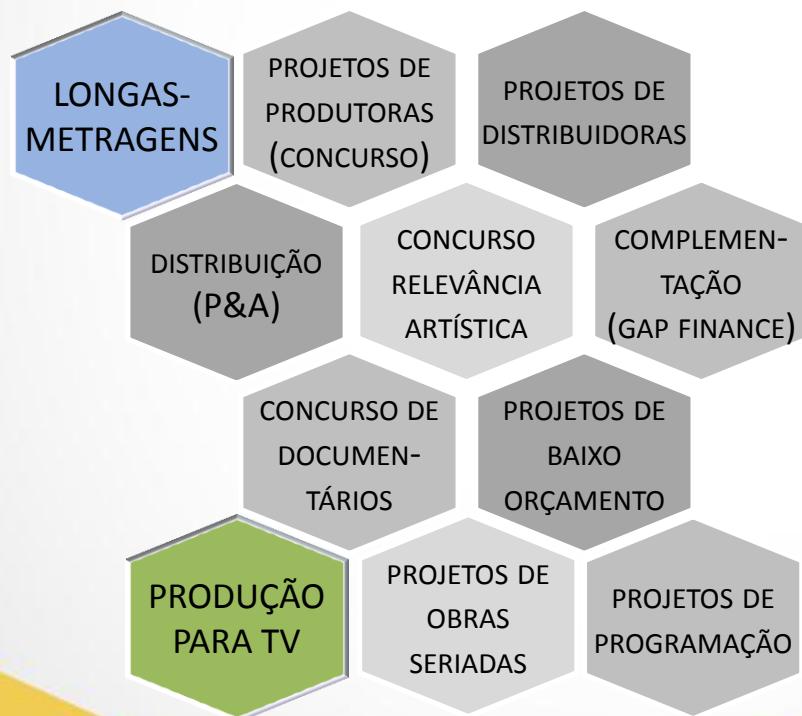 LONGAS-
METRAGENS
PROJETOS DE
PRODUTORAS
(CONCURSO)
PROJETOS DE
DISTRIBUIDORAS
DISTRIBUIÇÃO
(P&A)
CONCURSO
RELEVÂNCIA
ARTÍSTICA
COMPLEMEN-
TAÇÃO
(GAP FINANCE)
CONCURSO DE
DOCUMEN-
TÁRIOS
PROJETOS DE
BAIXO
ORÇAMENTO
PRODUÇÃO
PARA TV
PROJETOS DE
OBRAS
SERIADAS
PROJETOS DE
PROGRAMAÇÃO